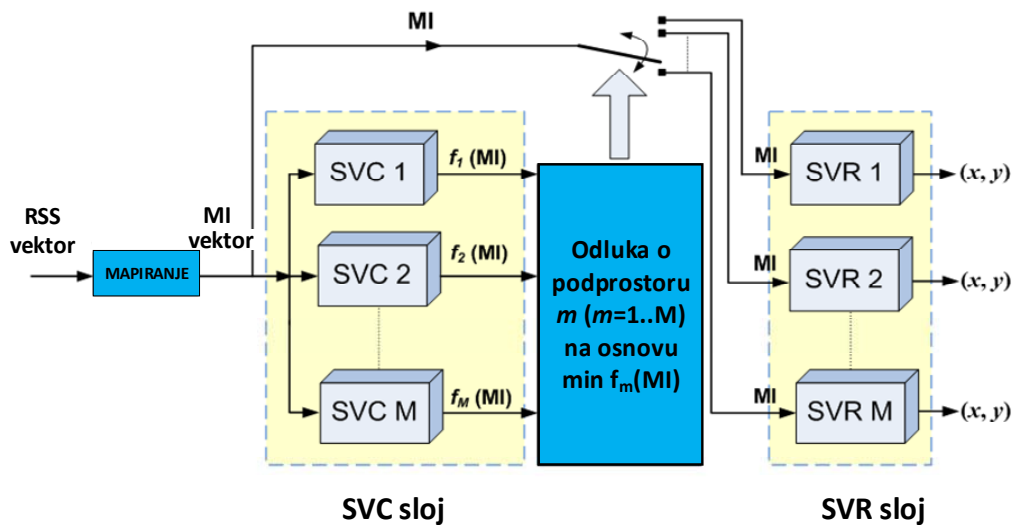 MI
RSS
vektor
MAPIRANJE
MI
vektor
SVC 1
f1 (MI)
SVC 2
f2 (MI)
SVC M
fM (MI)
Odluka o
podprostoru
m (m=1..M)
na osnovu
min fm(MI)
MI
SVR 1
(x, y)
MI
SVR 2
(x, y)
MI
SVR M
(x, y)
SVC sloj
SVR sloj